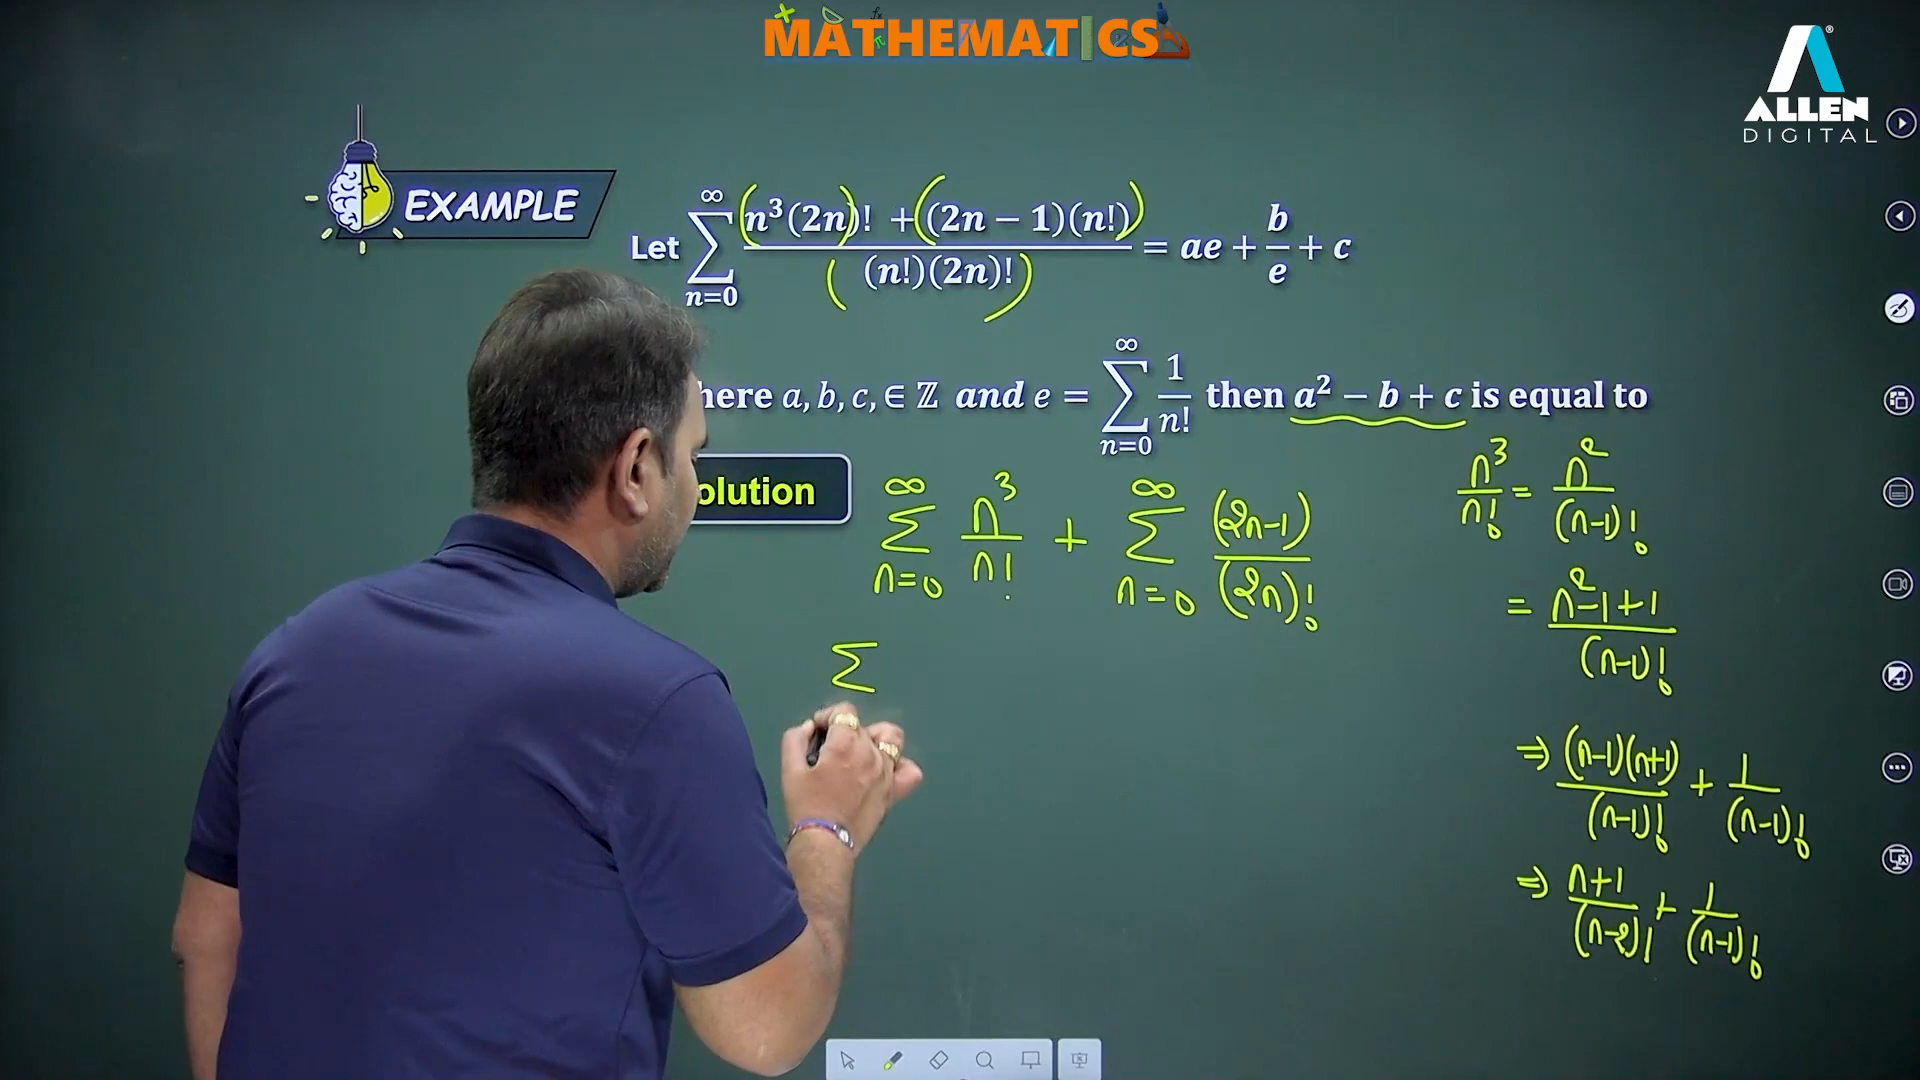 MATHEMATICS
ALLEN
DIGITAL
EXAMPLE
Let ∞ ∑ n=0 n³(2n)! + (2n − 1)(n!) / (n!)(2n)! = ae + b/e + c
here a, b, c, ∈ ℤ and e = ∞ ∑ n=0 1/n! then a² − b + c is equal to
olution
∞ ∑ n=0 n³/n! + ∞ ∑ n=0 (2n-1)/(2n)!
∑
n³/n! = n²/(n-1)!
= n²-1+1/(n-1)!
⇒ (n-1)(n+1)/(n-1)! + 1/(n-1)!
⇒ n+1/(n-2)! + 1/(n-1)!